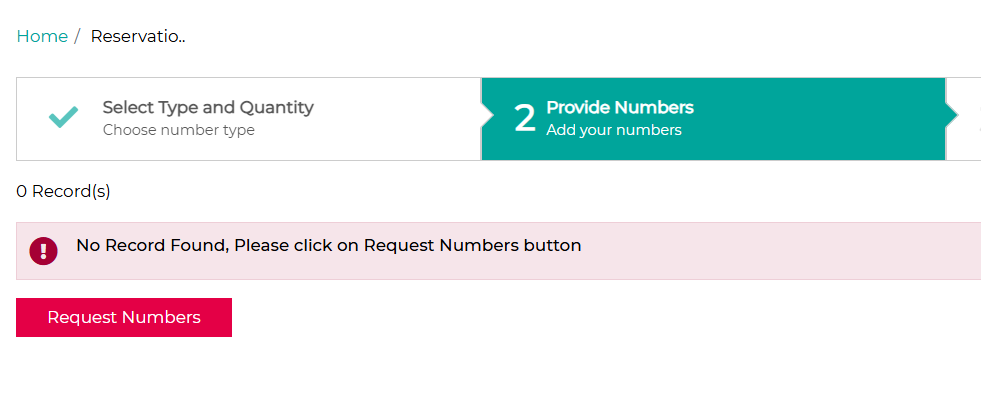 Home / Reservatio..
Select Type and Quantity
Choose number type
2 Provide Numbers
Add your numbers
0 Record(s)
No Record Found, Please click on Request Numbers button
Request Numbers